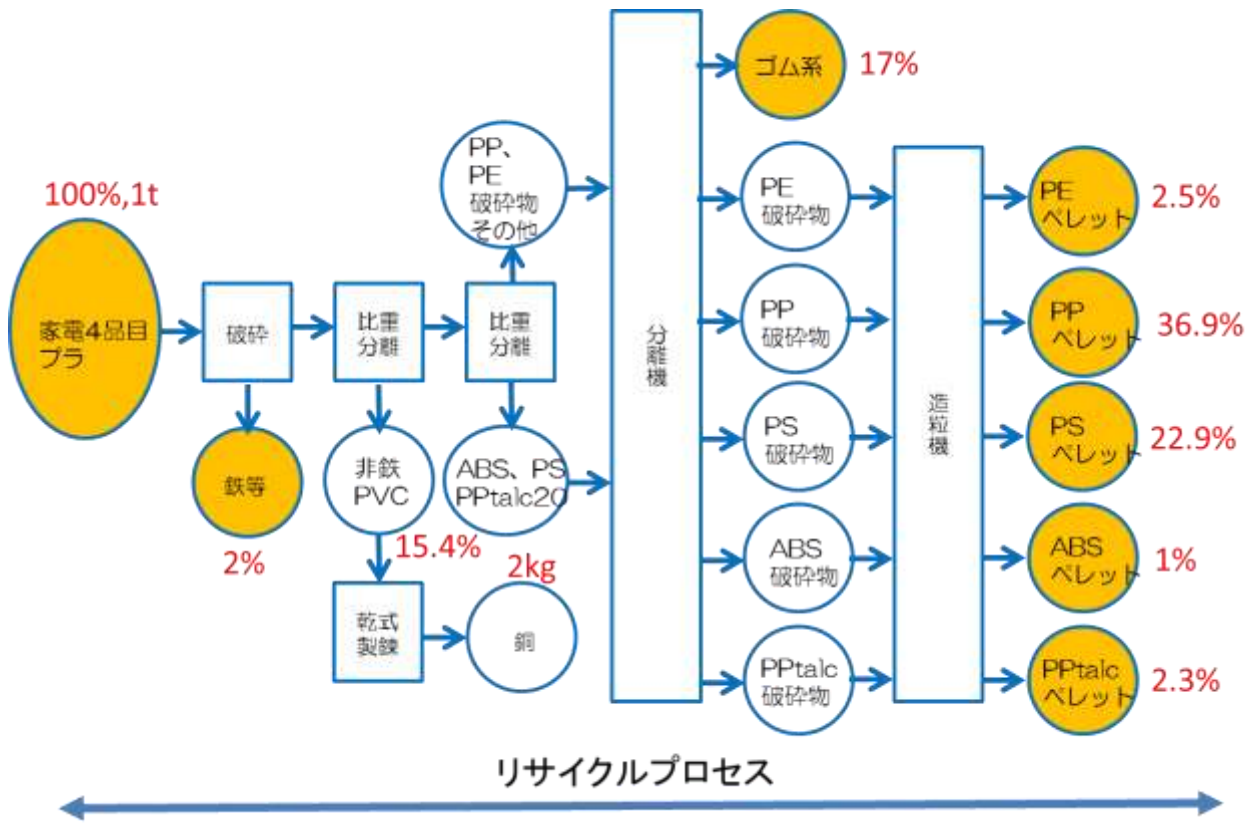 ゴム系
17%
PP、
PE
破砕物
その他
100%,1t
PE
破砕物
PE
ペレット
2.5%
家電4品目
プラ
破砕
比重
分離
比重
分離
分離機
PP
破砕物
造粒機
PP
ペレット
36.9%
鉄等
2%
非鉄
PVC
15.4%
ABS、PS
PPtalc20
PS
破砕物
PS
ペレット
22.9%
乾式
製錬
2kg
銅
ABS
破砕物
ABS
ペレット
1%
PPtalc
破砕物
PPtalc
ペレット
2.3%
リサイクルプロセス